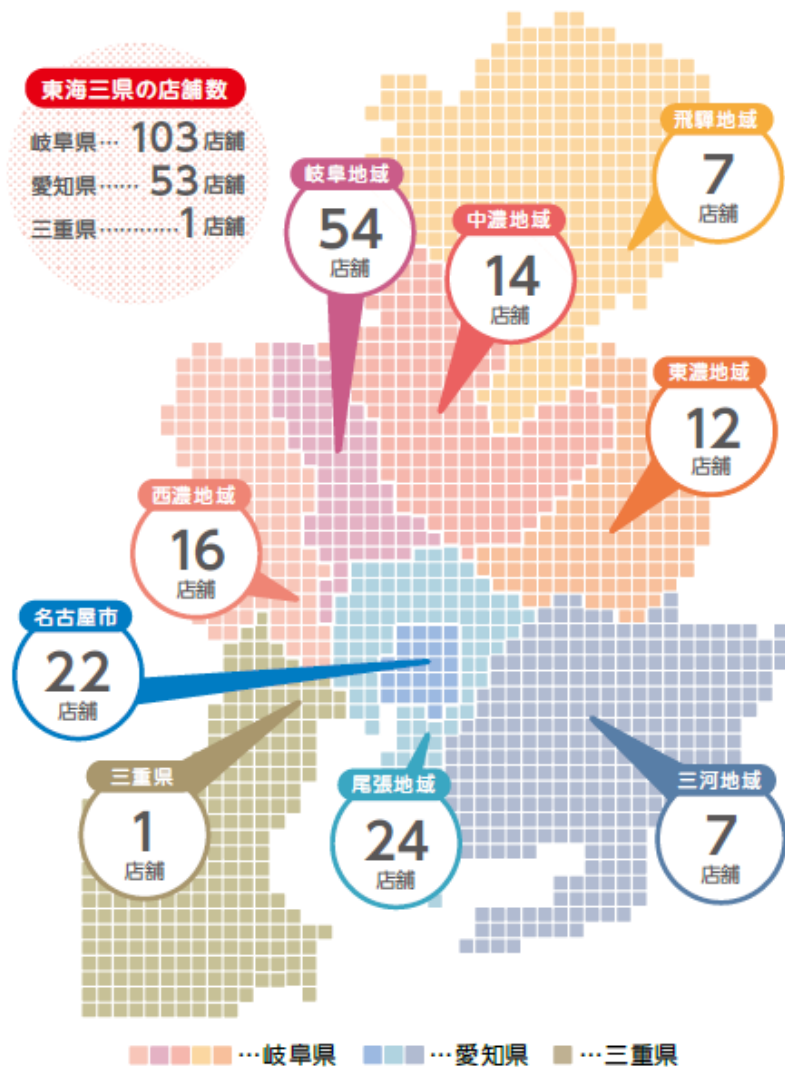 東海三県の店舗数
岐阜県… 103店舗
愛知県…… 53店舗
三重県…………1店舗
飛驒地域
7
店舗
岐阜地域
54
店舗
中濃地域
14
店舗
東濃地域
12
店舗
西濃地域
16
店舗
名古屋市
22
店舗
三重県
1
店舗
尾張地域
24
店舗
三河地域
7
店舗
…岐阜県 …愛知県 …三重県